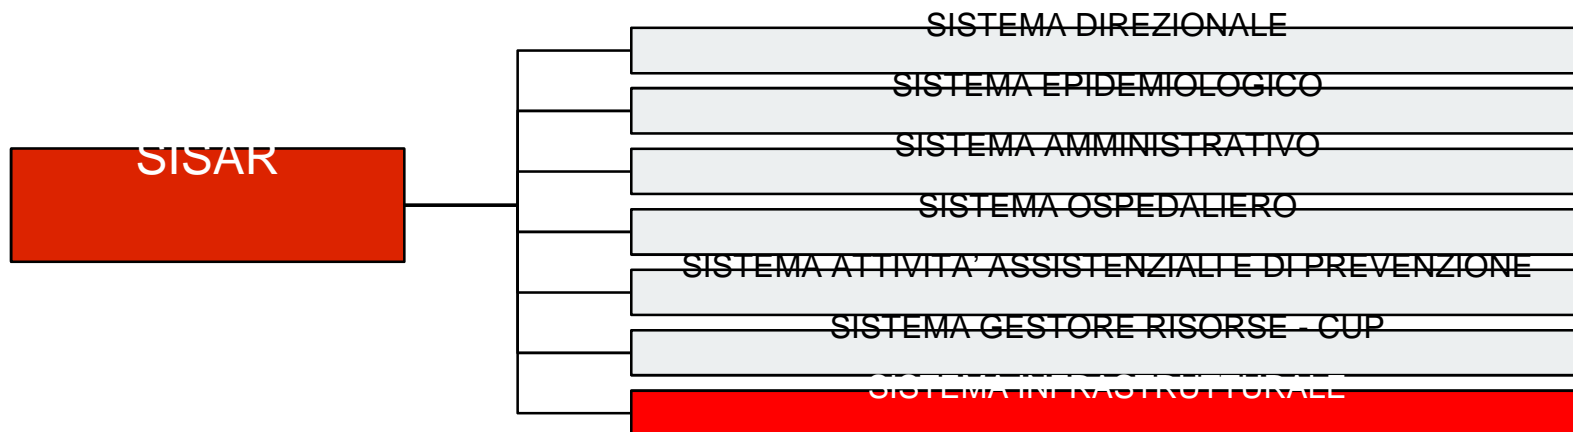 SISAR
SISTEMA DIREZIONALE
SISTEMA EPIDEMIOLOGICO
SISTEMA AMMINISTRATIVO
SISTEMA OSPEDALIERO
SISTEMA ATTIVITA’ ASSISTENZIALI E DI PREVENZIONE
SISTEMA GESTORE RISORSE - CUP
SISTEMA INFRASTRUTTURALE